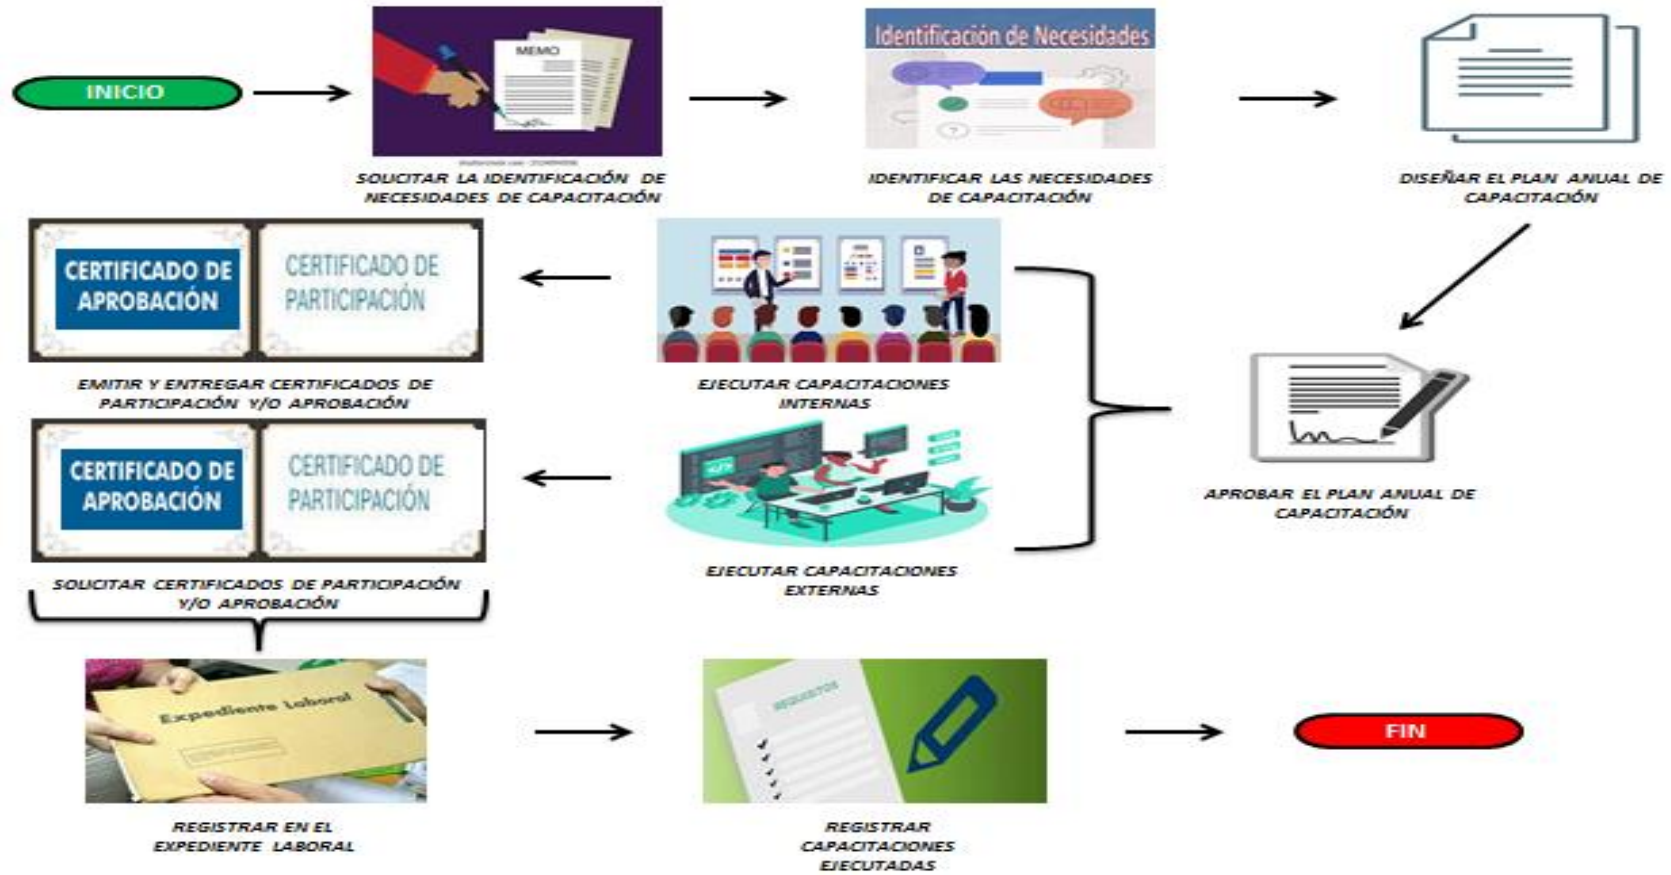 INICIO
MEMO
Identificación de Necesidades
SOLICITAR LA IDENTIFICACIÓN DE
NECESIDADES DE CAPACITACIÓN
IDENTIFICAR LAS NECESIDADES
DE CAPACITACIÓN
DISEÑAR EL PLAN ANUAL DE
CAPACITACIÓN
CERTIFICADO DE
APROBACIÓN
CERTIFICADO DE
PARTICIPACIÓN
EMITIR Y ENTREGAR CERTIFICADOS DE
PARTICIPACIÓN Y/O APROBACIÓN
EJECUTAR CAPACITACIONES
INTERNAS
APROBAR EL PLAN ANUAL DE
CAPACITACIÓN
CERTIFICADO DE
APROBACIÓN
CERTIFICADO DE
PARTICIPACIÓN
SOLICITAR CERTIFICADOS DE PARTICIPACIÓN
Y/O APROBACIÓN
EJECUTAR CAPACITACIONES
EXTERNAS
Expediente Laboral
REQUISITOS
FIN
REGISTRAR EN EL
EXPEDIENTE LABORAL
REGISTRAR
CAPACITACIONES
EJECUTADAS